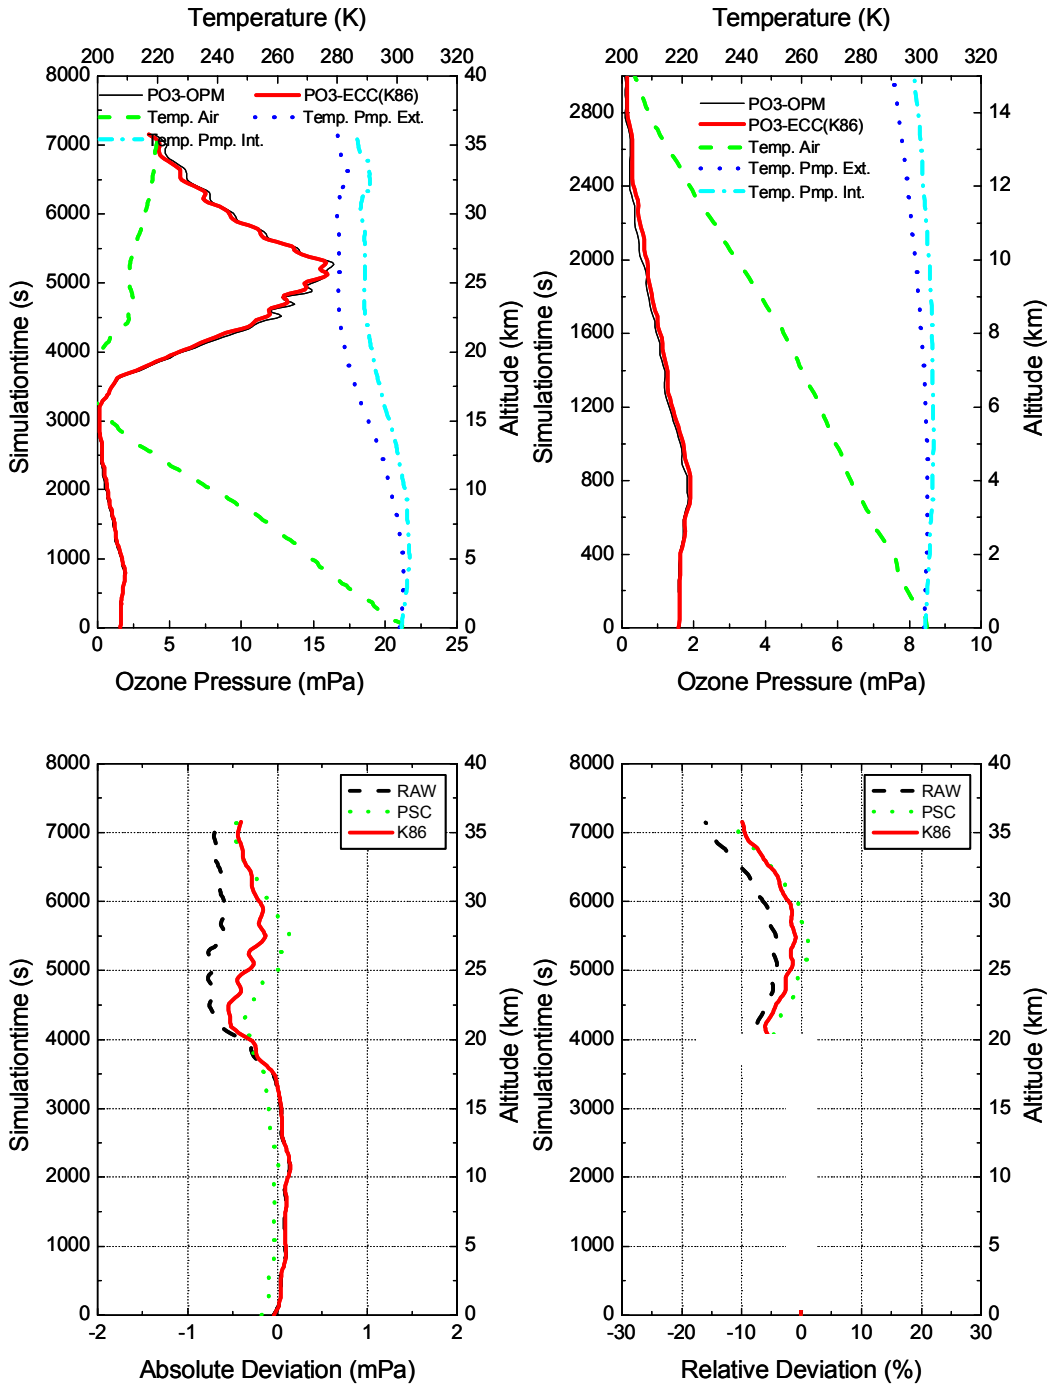 Temperature (K)
200 220 240 260 280 300 320
8000
7000
6000
5000
4000
3000
2000
1000
0
Simulationtime (s)
PO3-OPM
PO3-ECC(K86)
Temp. Air
Temp. Pmp. Ext.
Temp. Pmp. Int.
40
35
30
25
20
15
10
5
0
Altitude (km)
0 5 10 15 20 25
Ozone Pressure (mPa)
Temperature (K)
200 220 240 260 280 300 320
2800
2400
2000
1600
1200
800
400
0
Simulationtime (s)
PO3-OPM
PO3-ECC(K86)
Temp. Air
Temp. Pmp. Ext.
Temp. Pmp. Int.
14
12
10
8
6
4
2
0
Altitude (km)
0 2 4 6 8 10
Ozone Pressure (mPa)
8000
7000
6000
5000
4000
3000
2000
1000
0
Simulationtime (s)
RAW
PSC
K86
40
35
30
25
20
15
10
5
0
Altitude (km)
-2 -1 0 1 2
Absolute Deviation (mPa)
8000
7000
6000
5000
4000
3000
2000
1000
0
Simulationtime (s)
RAW
PSC
K86
40
35
30
25
20
15
10
5
0
Altitude (km)
-30 -20 -10 0 10 20 30
Relative Deviation (%)